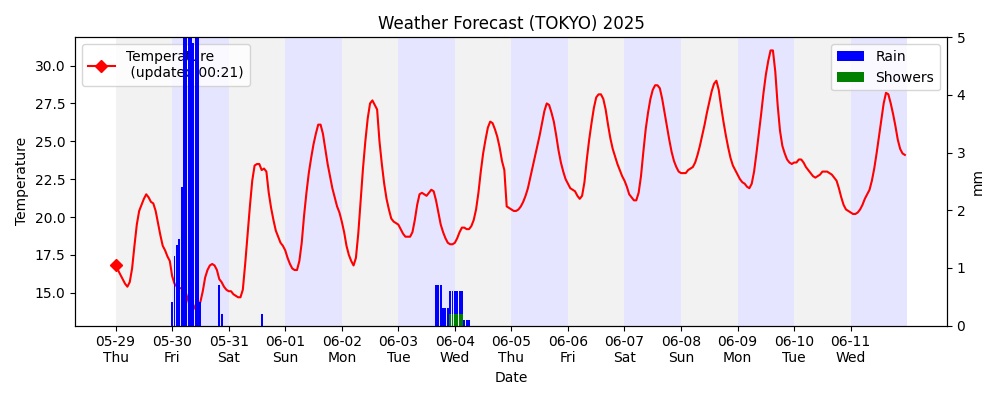 Weather Forecast (TOKYO) 2025
Temperature
(updated 00:21)
Rain
Showers
Temperature
30.0
27.5
25.0
22.5
20.0
17.5
15.0
5
4
3
2
1
0
mm
05-29 05-30 05-31 06-01 06-02 06-03 06-04 06-05 06-06 06-07 06-08 06-09 06-10 06-11
Thu Fri Sat Sun Mon Tue Wed Thu Fri Sat Sun Mon Tue Wed
Date